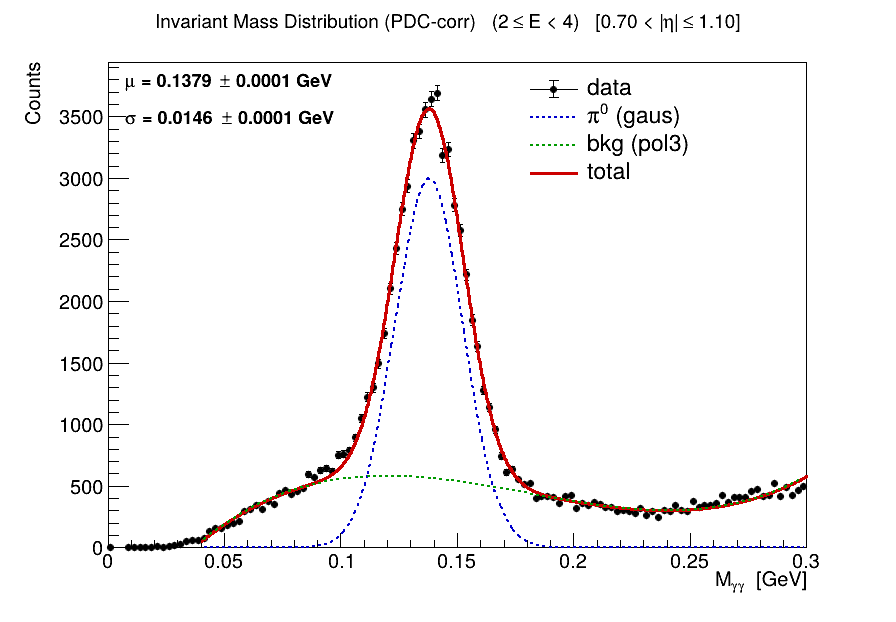 Invariant Mass Distribution (PDC-corr) (2 ≤ E < 4) [0.70 < |η| ≤ 1.10]
Counts
μ = 0.1379 ± 0.0001 GeV
σ = 0.0146 ± 0.0001 GeV
data
π⁰ (gaus)
bkg (pol3)
total
3500
3000
2500
2000
1500
1000
500
0
0 0.05 0.1 0.15 0.2 0.25 0.3
Mγγ [GeV]